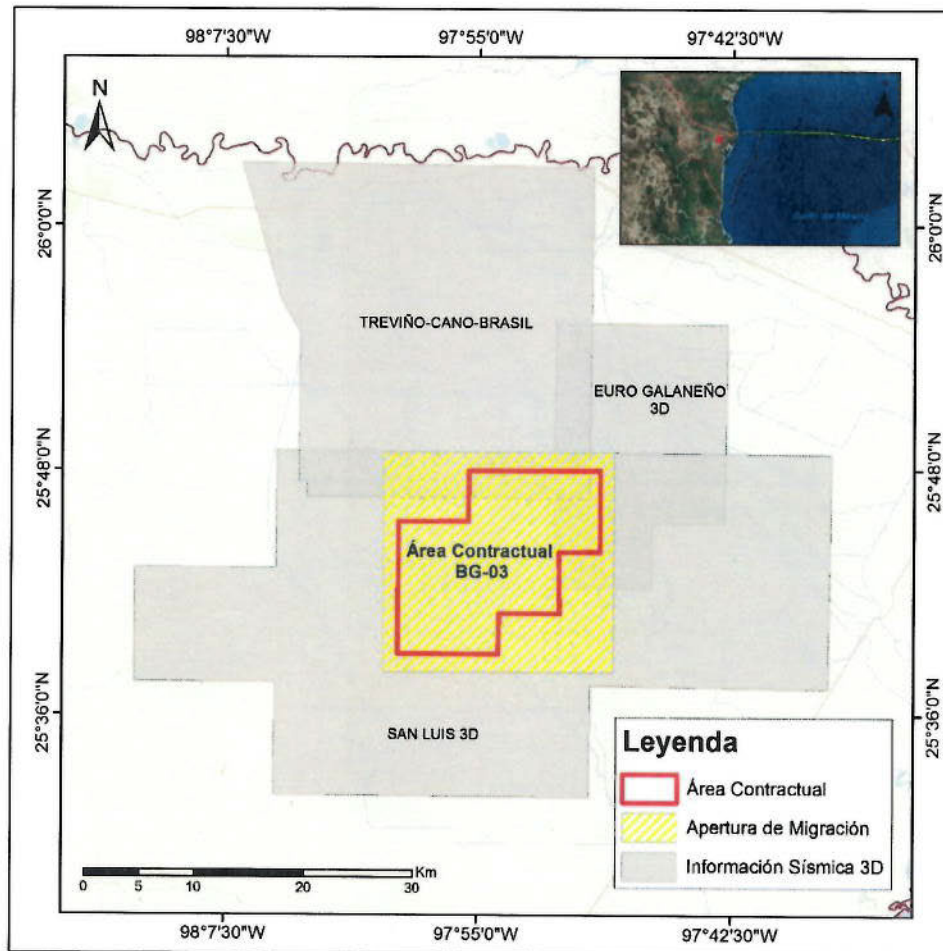 98°7'30"W
97°55'0"W
97°42'30"W
N
26°0'0"N
26°0'0"N
TREVIÑO-CANO-BRASIL
EURO GALANEÑO
3D
25°48'0"N
25°48'0"N
Área Contractual
BG-03
25°36'0"N
25°36'0"N
SAN LUIS 3D
Leyenda
Área Contractual
Apertura de Migración
Información Sísmica 3D
Km
0
5
10
20
30
98°7'30"W
97°55'0"W
97°42'30"W